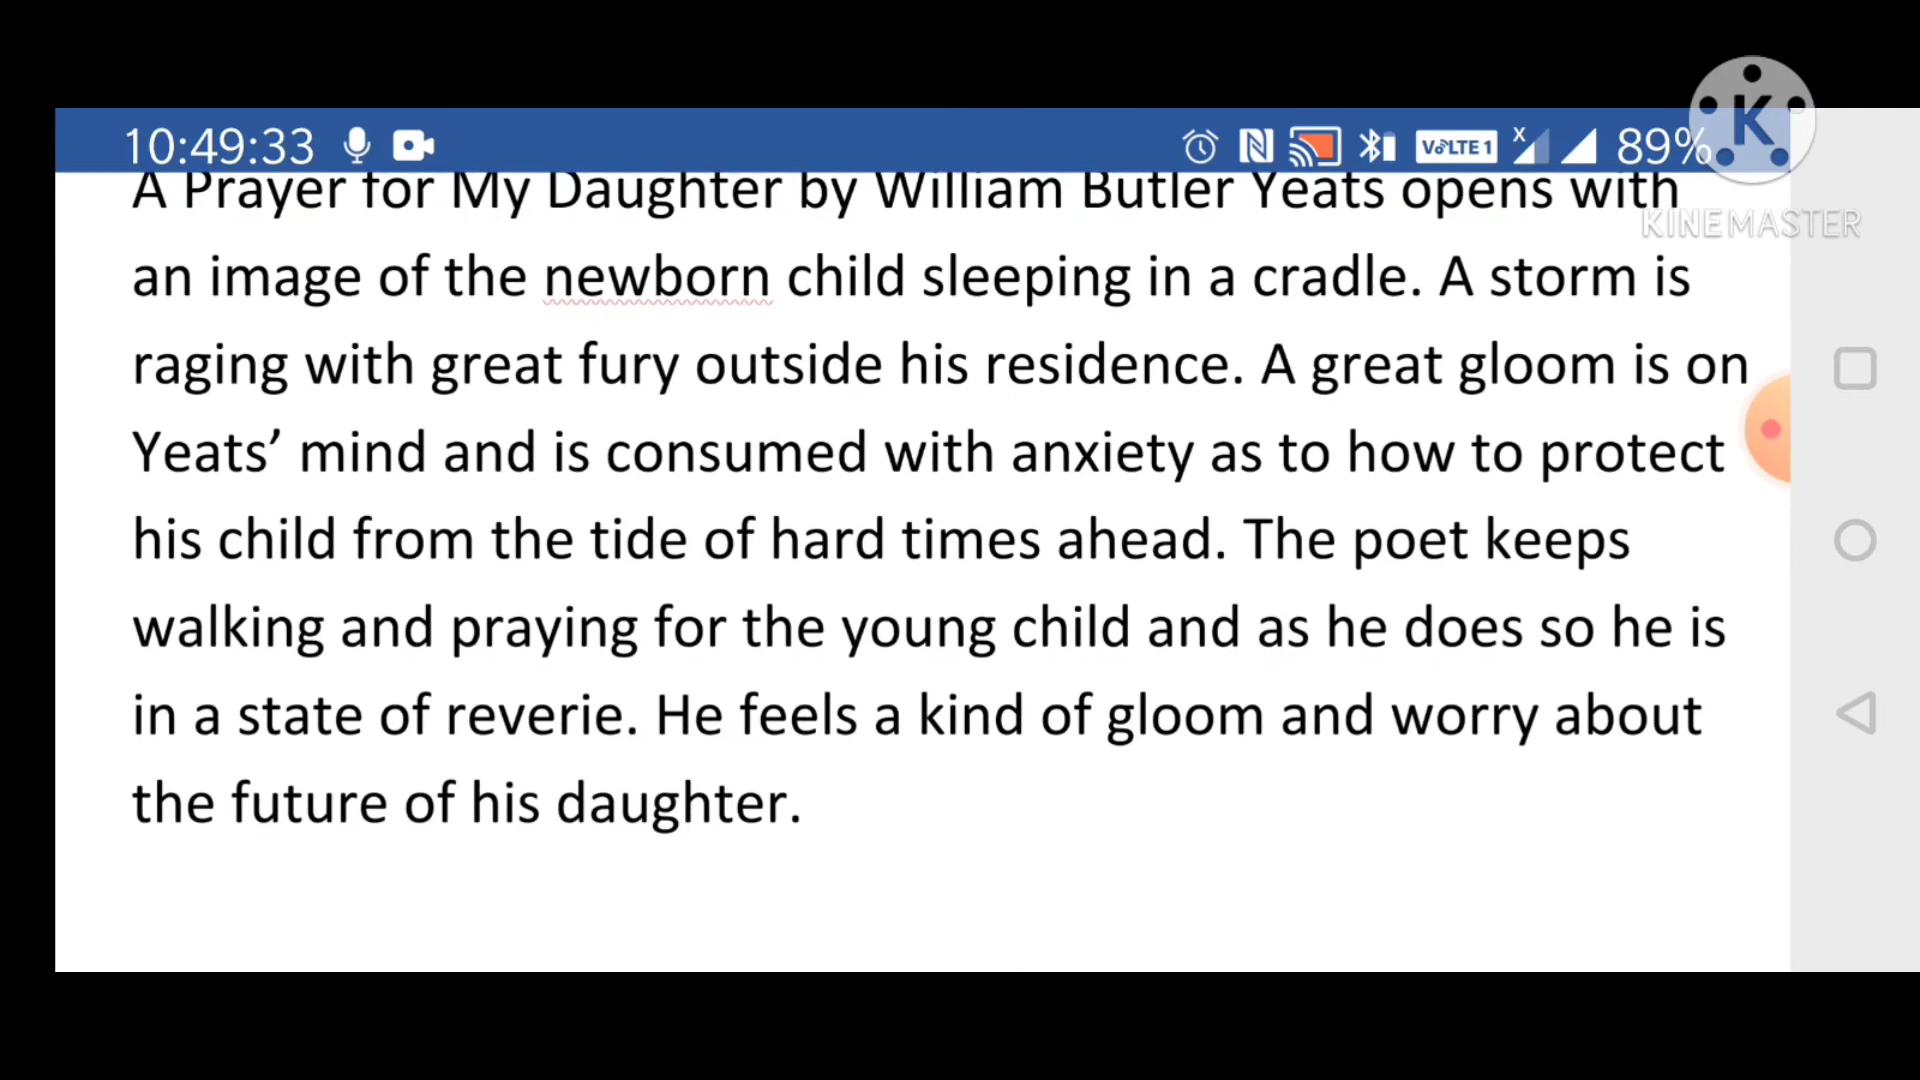 10:49:33 VoLTE 1 x 89%
K
KINEMASTER
A Prayer for My Daughter by William Butler Yeats opens with
an image of the newborn child sleeping in a cradle. A storm is
raging with great fury outside his residence. A great gloom is on
Yeats’ mind and is consumed with anxiety as to how to protect
his child from the tide of hard times ahead. The poet keeps
walking and praying for the young child and as he does so he is
in a state of reverie. He feels a kind of gloom and worry about
the future of his daughter.